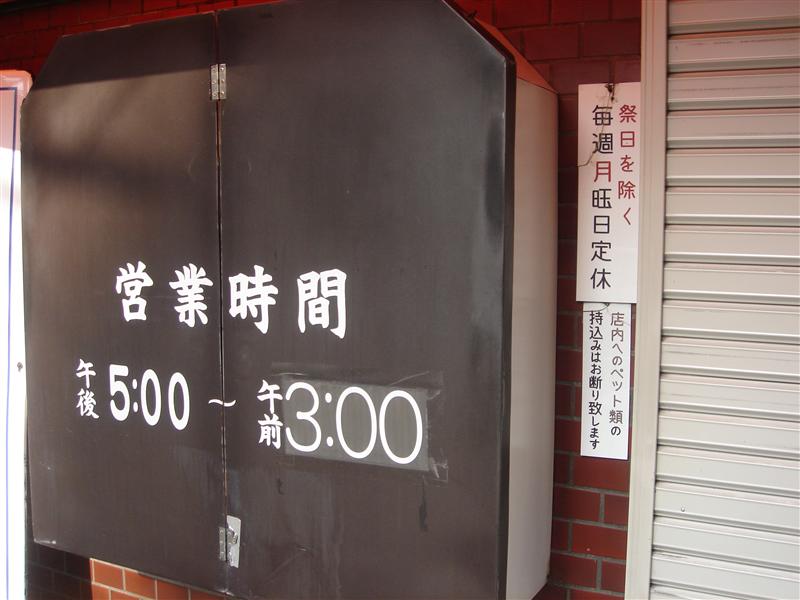 営業時間
午後5:00～午前3:00
祭日を除く
毎週月旺日定休
店内へのペット類の
持込みはお断り致します